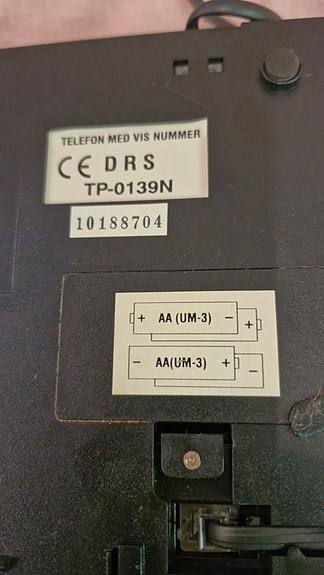 TELEFON MED VIS NUMMER
CE DRS
TP-0139N
10188704
+ AA (UM-3) -
+
- AA(UM-3) +
-